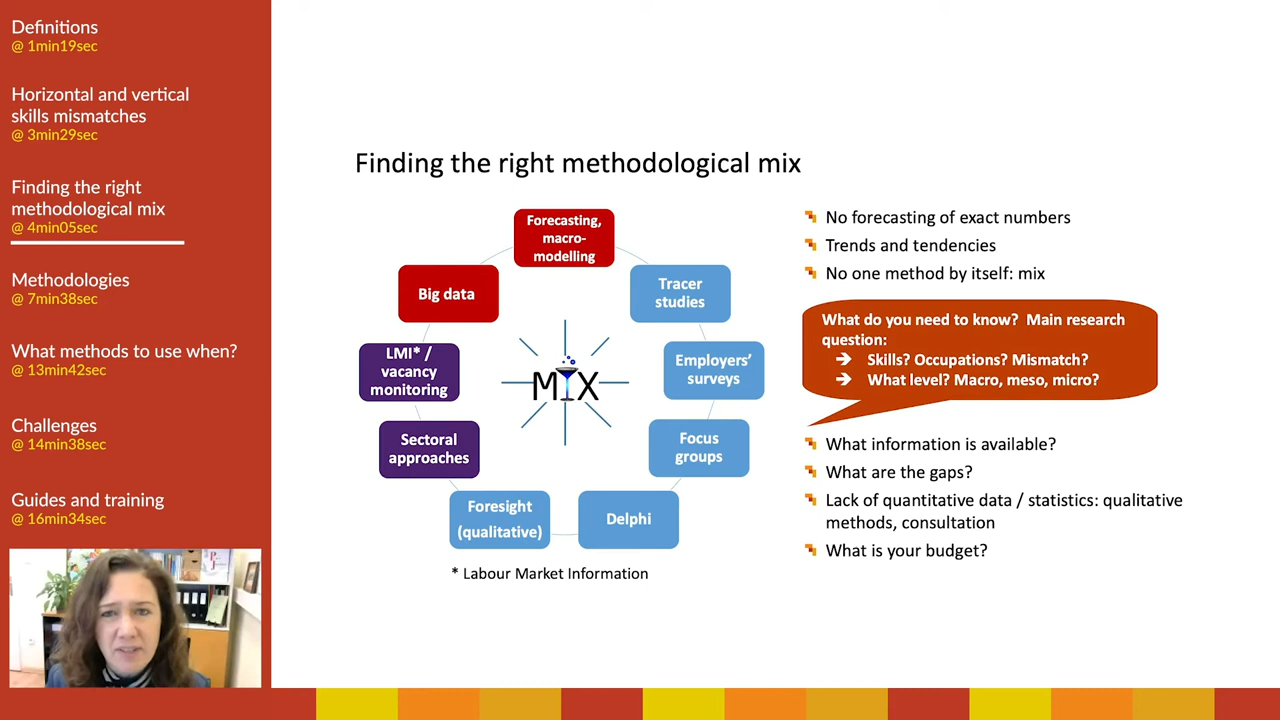 Definitions
@ 1min19sec
Horizontal and vertical
skills mismatches
@ 3min29sec
Finding the right
methodological mix
@ 4min05sec
Methodologies
@ 7min38sec
What methods to use when?
@ 13min42sec
Challenges
@ 14min38sec
Guides and training
@ 16min34sec
Finding the right methodological mix
Forecasting,
macro-
modelling
Tracer
studies
Employers’
surveys
Focus
groups
Delphi
Foresight
(qualitative)
Sectoral
approaches
LMI* /
vacancy
monitoring
Big data
MIX
* Labour Market Information
No forecasting of exact numbers
Trends and tendencies
No one method by itself: mix
What do you need to know? Main research
question:
➔ Skills? Occupations? Mismatch?
➔ What level? Macro, meso, micro?
What information is available?
What are the gaps?
Lack of quantitative data / statistics: qualitative
methods, consultation
What is your budget?